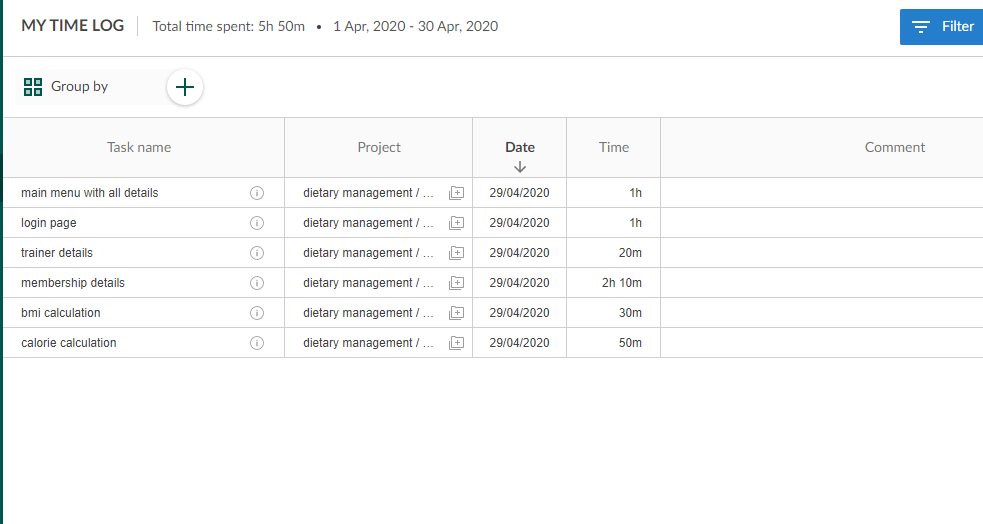 MY TIME LOG Total time spent: 5h 50m • 1 Apr, 2020 - 30 Apr, 2020 Filter
Group by
Task name Project Date Time Comment
main menu with all details dietary management / ... 29/04/2020 1h
login page dietary management / ... 29/04/2020 1h
trainer details dietary management / ... 29/04/2020 20m
membership details dietary management / ... 29/04/2020 2h 10m
bmi calculation dietary management / ... 29/04/2020 30m
calorie calculation dietary management / ... 29/04/2020 50m